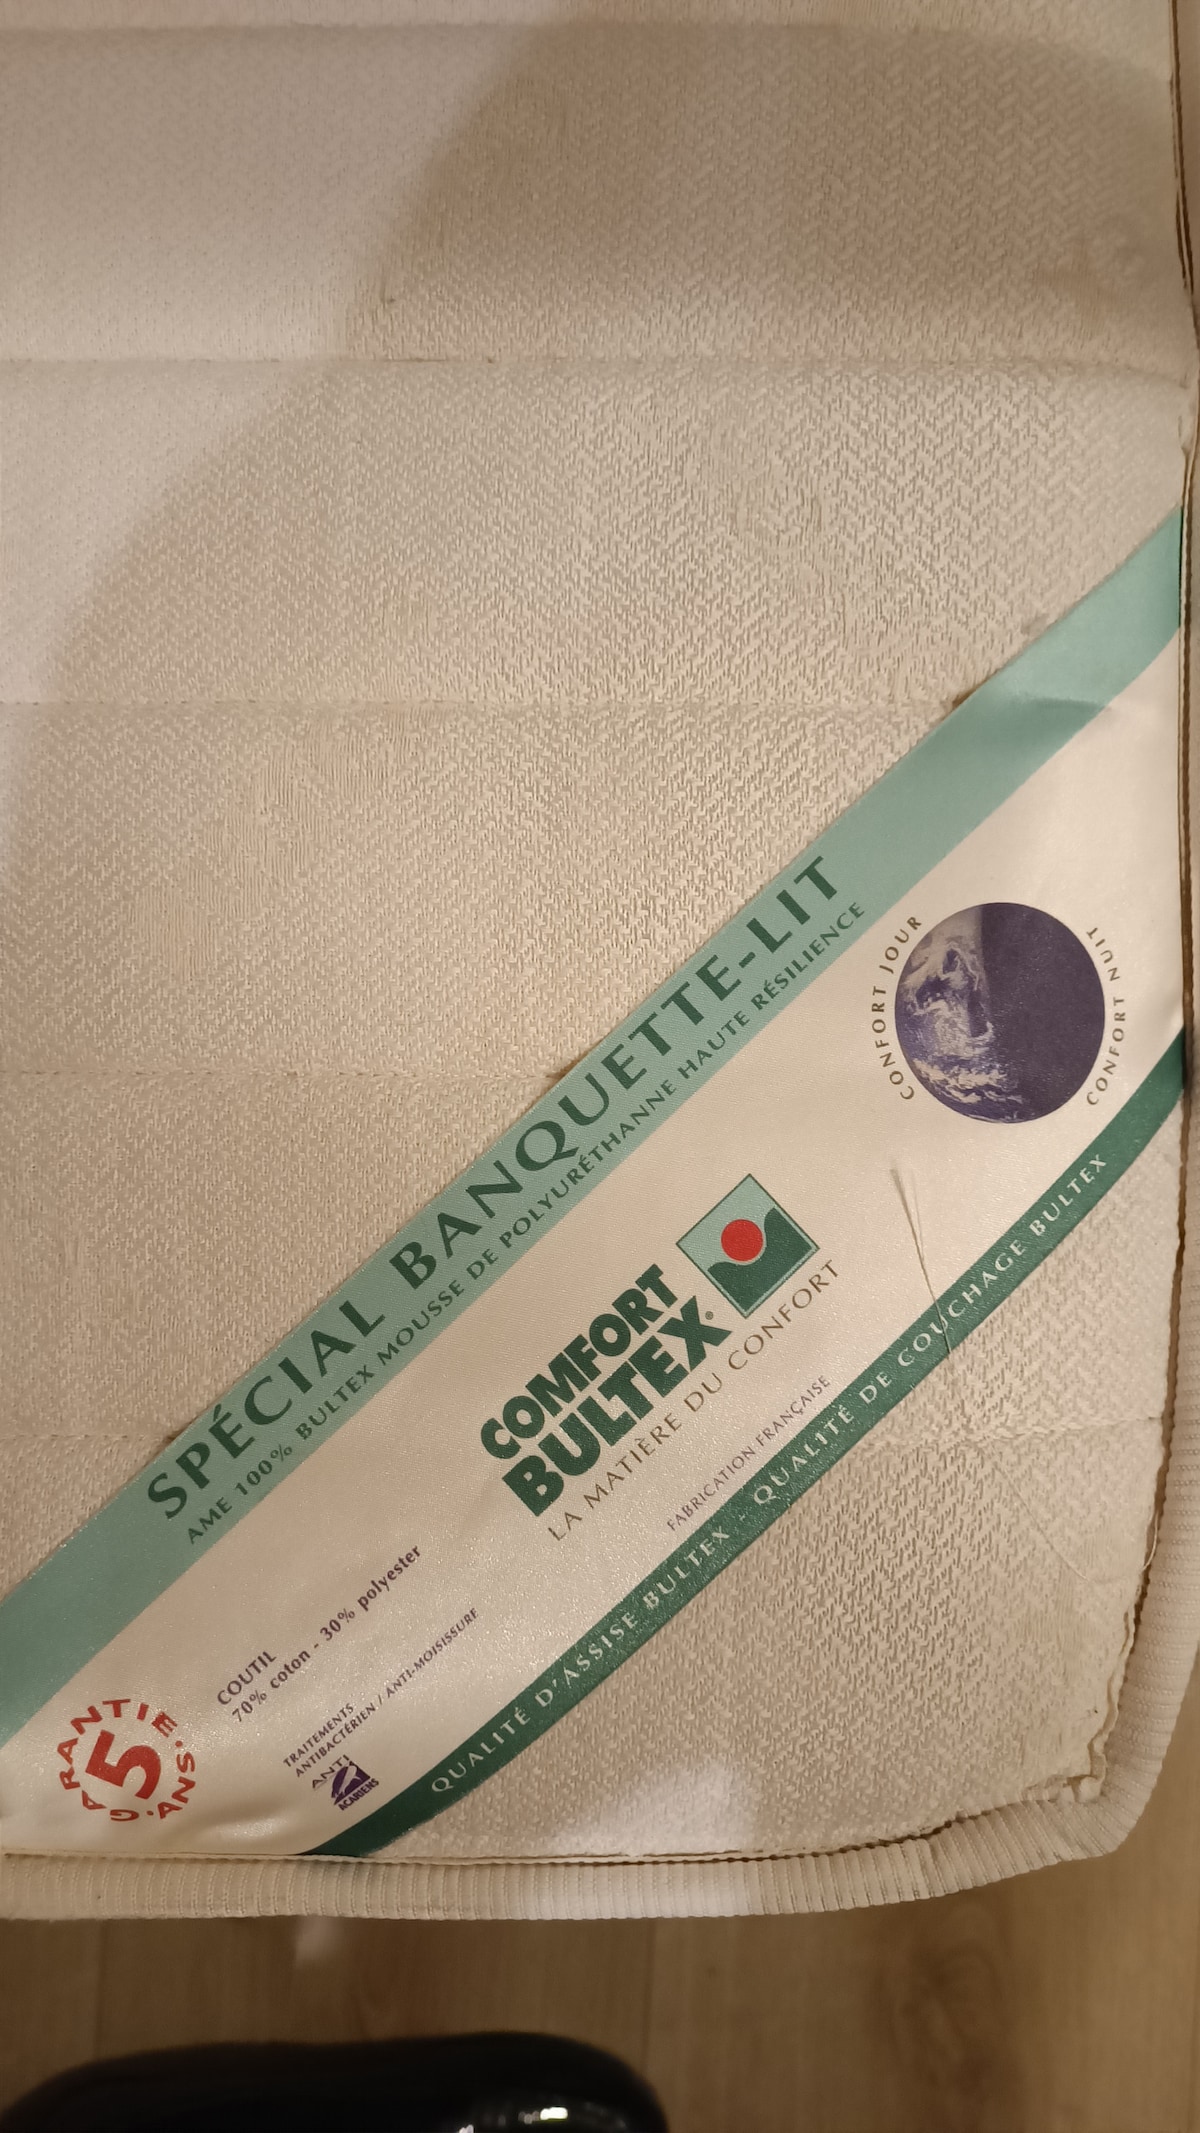 SPÉCIAL BANQUETTE-LIT
AME 100% BULTEX MOUSSE DE POLYURÉTHANNE HAUTE RÉSILIENCE
CONFORT JOUR
CONFORT NUIT
COMFORT
BULTEX®
LA MATIÈRE DU CONFORT
FABRICATION FRANÇAISE
COUTIL
70% coton - 30% polyester
TRAITEMENTS
ANTIBACTÉRIEN / ANTI-MOISISSURE
ANTI
ACARIENS
GARANTIE
5
ANS
QUALITÉ D'ASSISE BULTEX - QUALITÉ DE COUCHAGE BULTEX